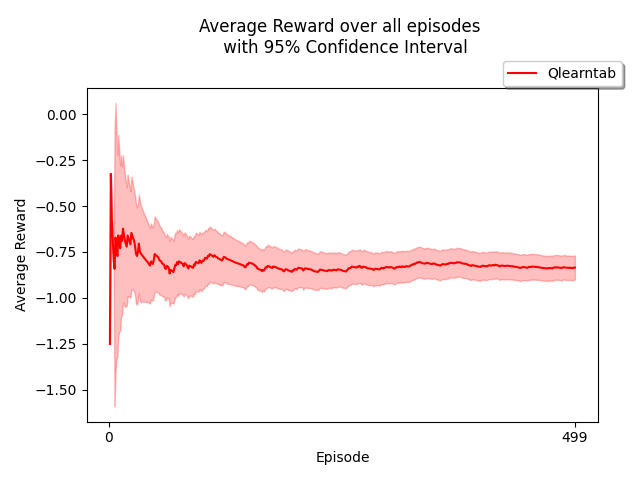 Average Reward over all episodes
with 95% Confidence Interval
Qlearntab
0.00
−0.25
−0.50
−0.75
−1.00
−1.25
−1.50
Average Reward
0
499
Episode